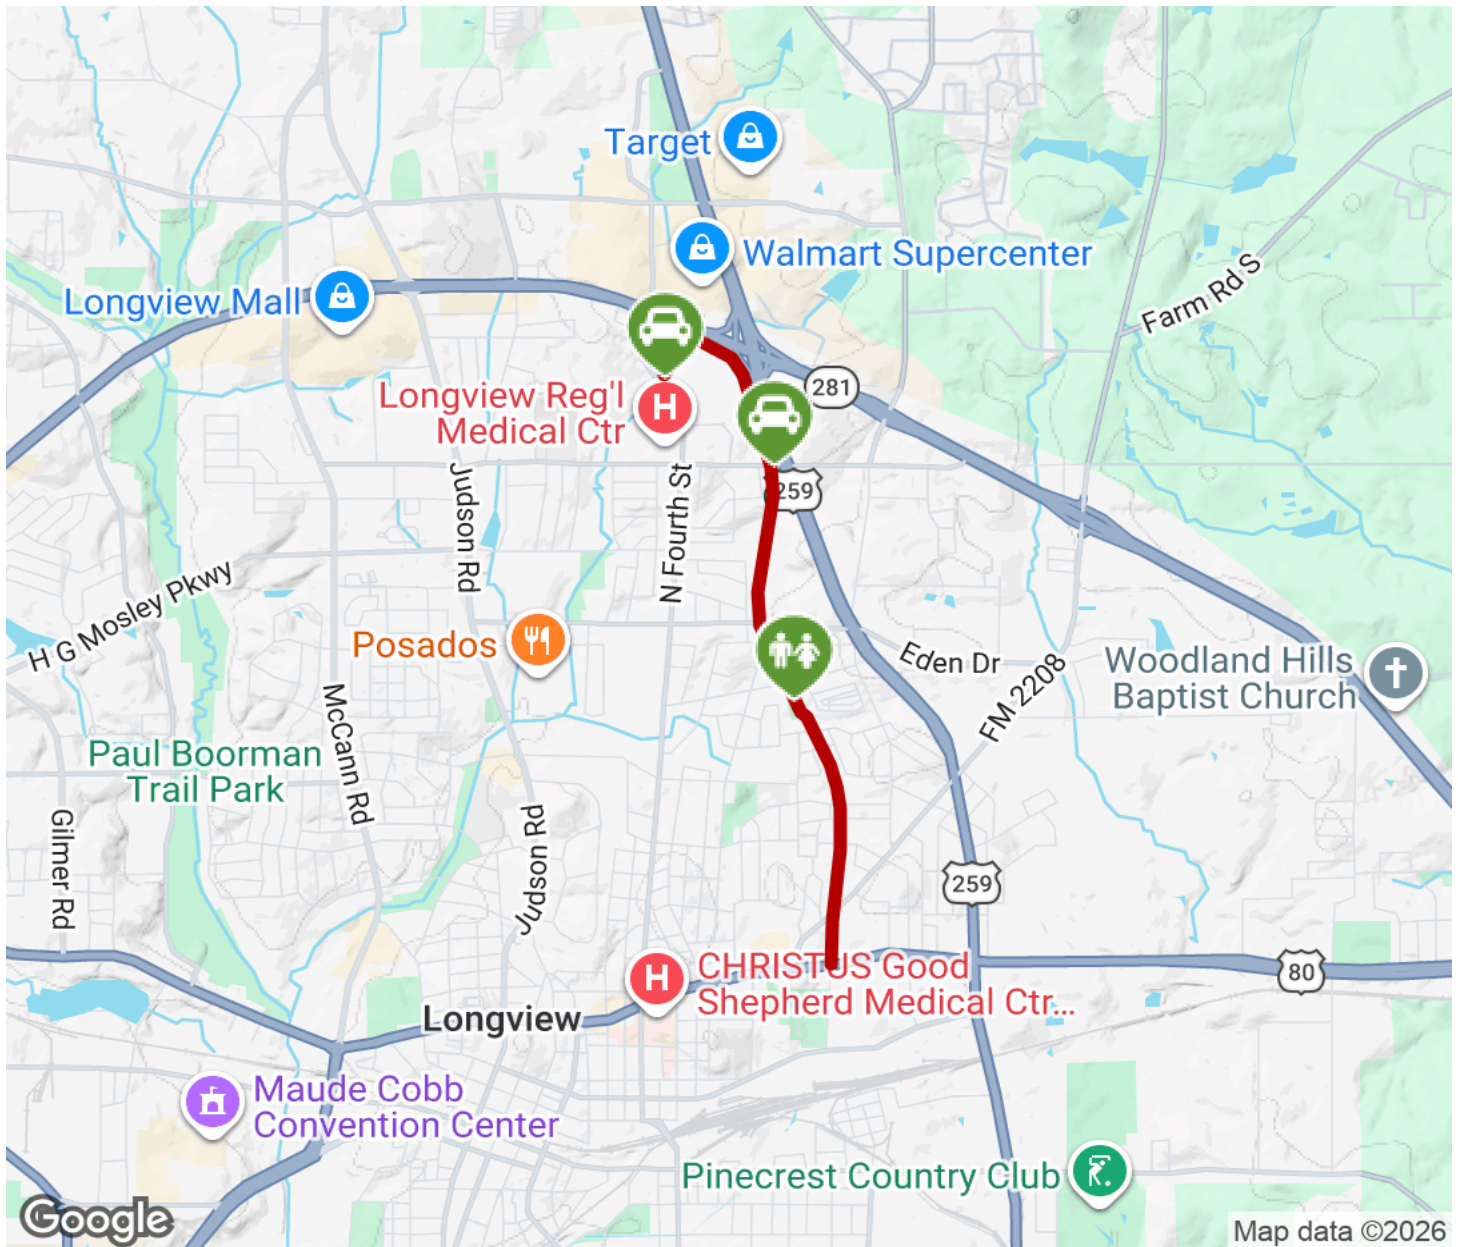 Target
Walmart Supercenter
Longview Mall
Farm Rd S
281
Longview Reg'l
Medical Ctr
H
259
Judson Rd
N Fourth St
H G Mosley Pkwy
Posados
Eden Dr
FM 2208
Woodland Hills
Baptist Church
McCann Rd
Paul Boorman
Trail Park
Gilmer Rd
Judson Rd
259
H
CHRISTUS Good
Shepherd Medical Ctr...
80
Longview
Maude Cobb
Convention Center
Pinecrest Country Club
Google
Map data ©2026